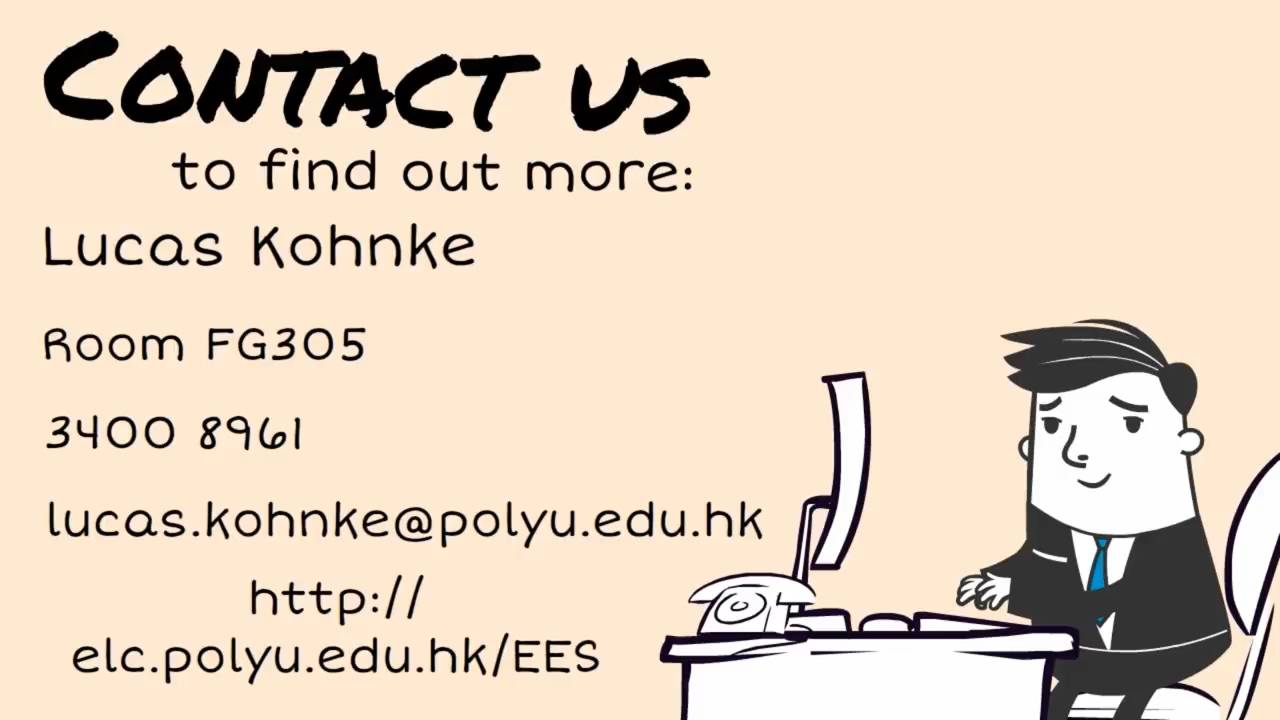 CONTACT US
to find out more:
Lucas Kohnke
Room FG305
3400 8961
lucas.kohnke@polyu.edu.hk
http://
elc.polyu.edu.hk/EES